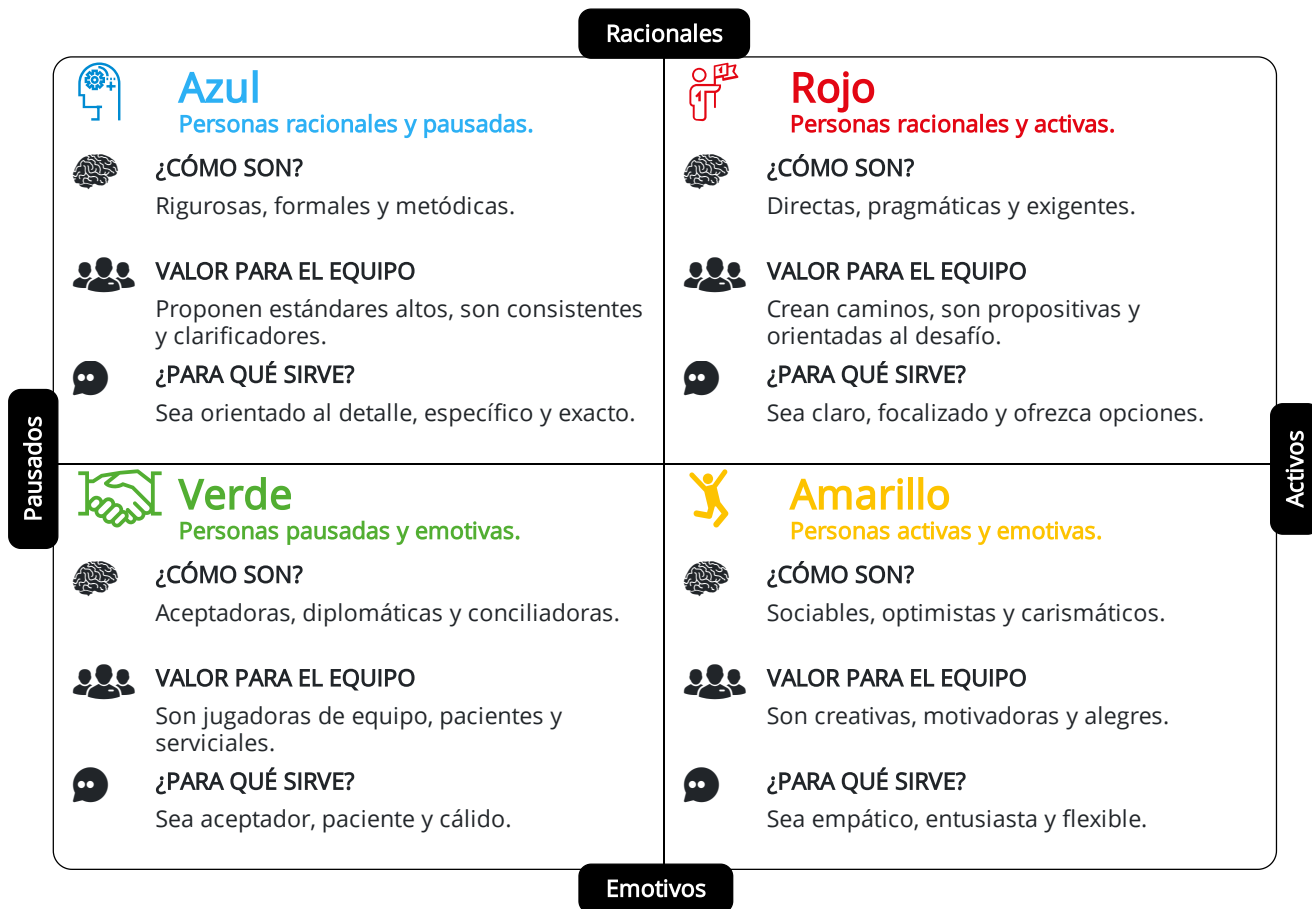 Racionales
Azul
Personas racionales y pausadas.
¿CÓMO SON?
Rigurosas, formales y metódicas.
VALOR PARA EL EQUIPO
Proponen estándares altos, son consistentes
y clarificadores.
¿PARA QUÉ SIRVE?
Sea orientado al detalle, específico y exacto.
Rojo
Personas racionales y activas.
¿CÓMO SON?
Directas, pragmáticas y exigentes.
VALOR PARA EL EQUIPO
Crean caminos, son propositivas y
orientadas al desafío.
¿PARA QUÉ SIRVE?
Sea claro, focalizado y ofrezca opciones.
Pausados
Activos
Verde
Personas pausadas y emotivas.
¿CÓMO SON?
Aceptadoras, diplomáticas y conciliadoras.
VALOR PARA EL EQUIPO
Son jugadoras de equipo, pacientes y
serviciales.
¿PARA QUÉ SIRVE?
Sea aceptador, paciente y cálido.
Amarillo
Personas activas y emotivas.
¿CÓMO SON?
Sociables, optimistas y carismáticos.
VALOR PARA EL EQUIPO
Son creativas, motivadoras y alegres.
¿PARA QUÉ SIRVE?
Sea empático, entusiasta y flexible.
Emotivos